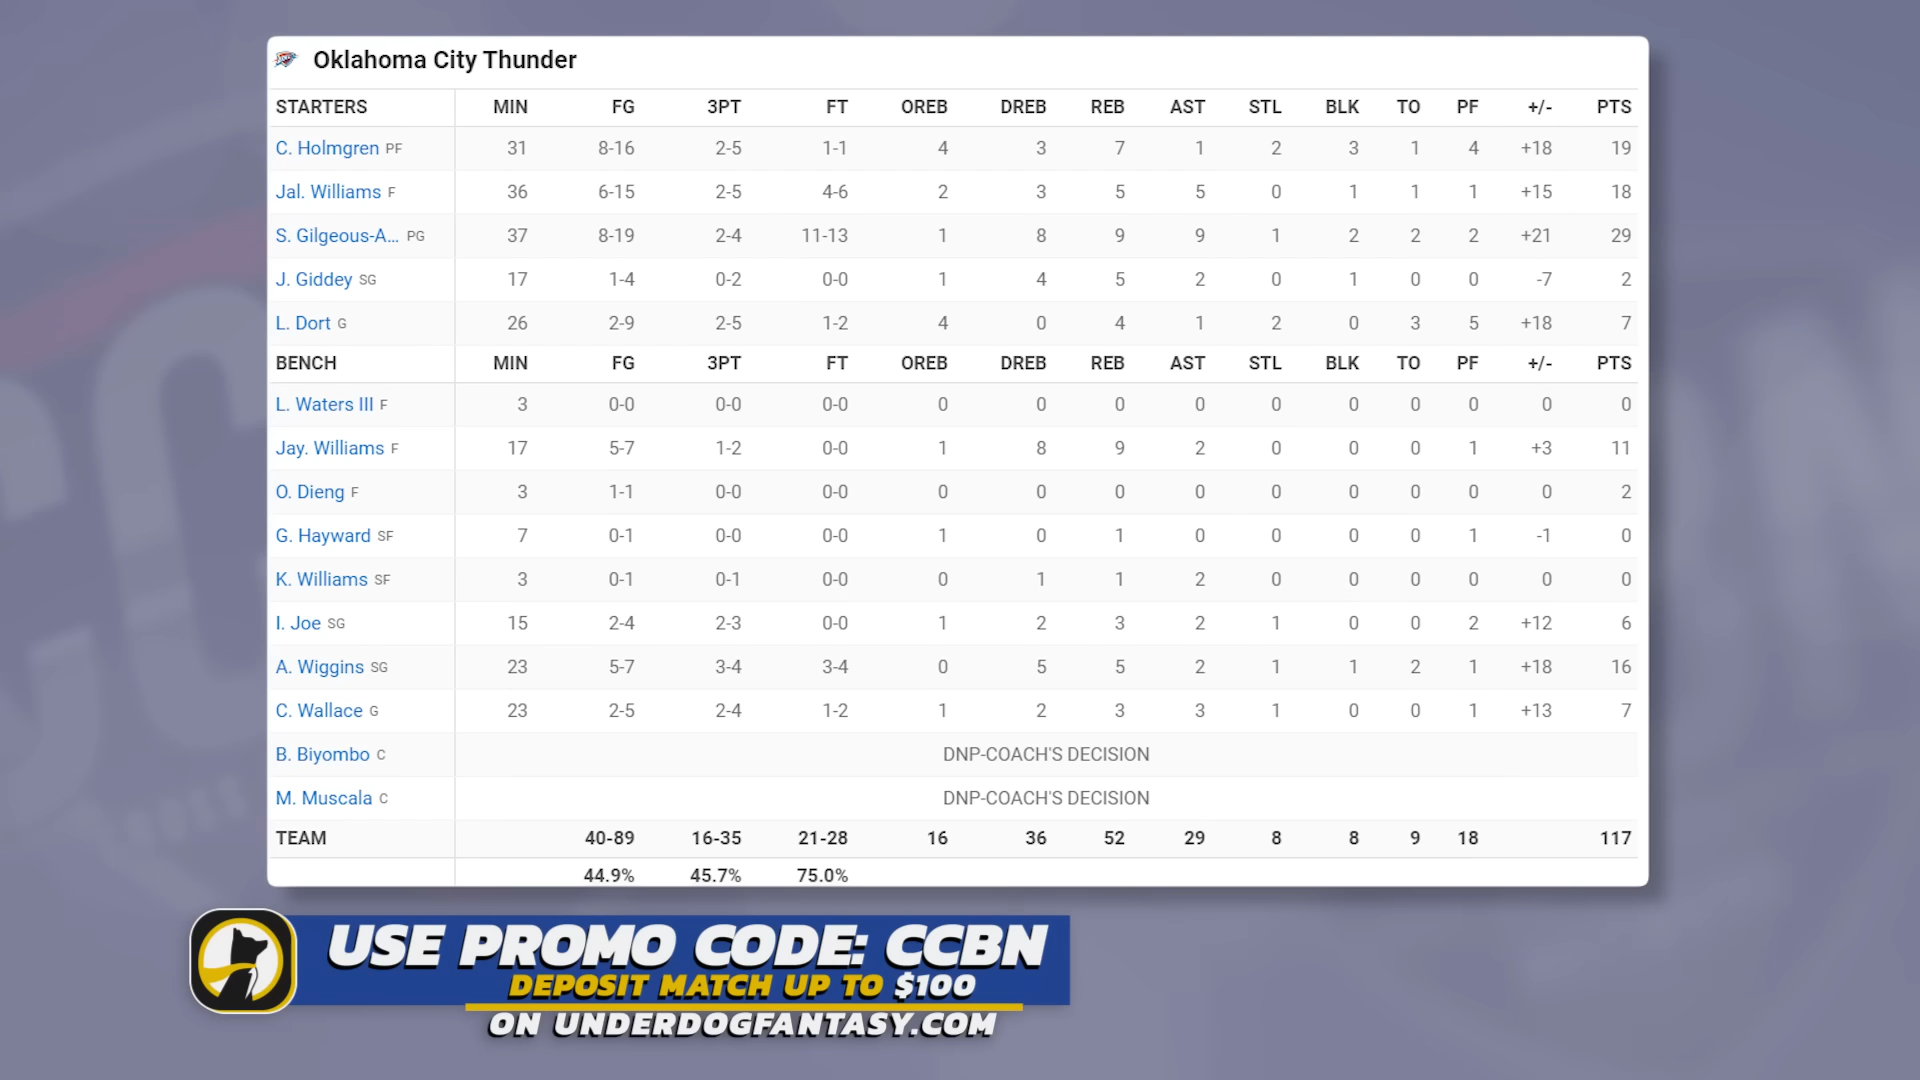 Oklahoma City Thunder
STARTERS MIN FG 3PT FT OREB DREB REB AST STL BLK TO PF +/- PTS
C. Holmgren PF 31 8-16 2-5 1-1 4 3 7 1 2 3 1 4 +18 19
Jal. Williams F 36 6-15 2-5 4-6 2 3 5 5 0 1 1 1 +15 18
S. Gilgeous-A... PG 37 8-19 2-4 11-13 1 8 9 9 1 2 2 2 +21 29
J. Giddey SG 17 1-4 0-2 0-0 1 4 5 2 0 1 0 0 -7 2
L. Dort G 26 2-9 2-5 1-2 4 0 4 1 2 0 3 5 +18 7
BENCH MIN FG 3PT FT OREB DREB REB AST STL BLK TO PF +/- PTS
L. Waters III F 3 0-0 0-0 0-0 0 0 0 0 0 0 0 0 0 0
Jay. Williams F 17 5-7 1-2 0-0 1 8 9 2 0 0 0 1 +3 11
O. Dieng F 3 1-1 0-0 0-0 0 0 0 0 0 0 0 0 0 2
G. Hayward SF 7 0-1 0-0 0-0 1 0 1 0 0 0 0 1 -1 0
K. Williams SF 3 0-1 0-1 0-0 0 1 1 2 0 0 0 0 0 0
I. Joe SG 15 2-4 2-3 0-0 1 2 3 2 1 0 0 2 +12 6
A. Wiggins SG 23 5-7 3-4 3-4 0 5 5 2 1 1 2 1 +18 16
C. Wallace G 23 2-5 2-4 1-2 1 2 3 3 1 0 0 1 +13 7
B. Biyombo C DNP-COACH'S DECISION
M. Muscala C DNP-COACH'S DECISION
TEAM 40-89 16-35 21-28 16 36 52 29 8 8 9 18 117
44.9% 45.7% 75.0%
USE PROMO CODE: CCBN
DEPOSIT MATCH UP TO $100
ON UNDERDOGFANTASY.COM